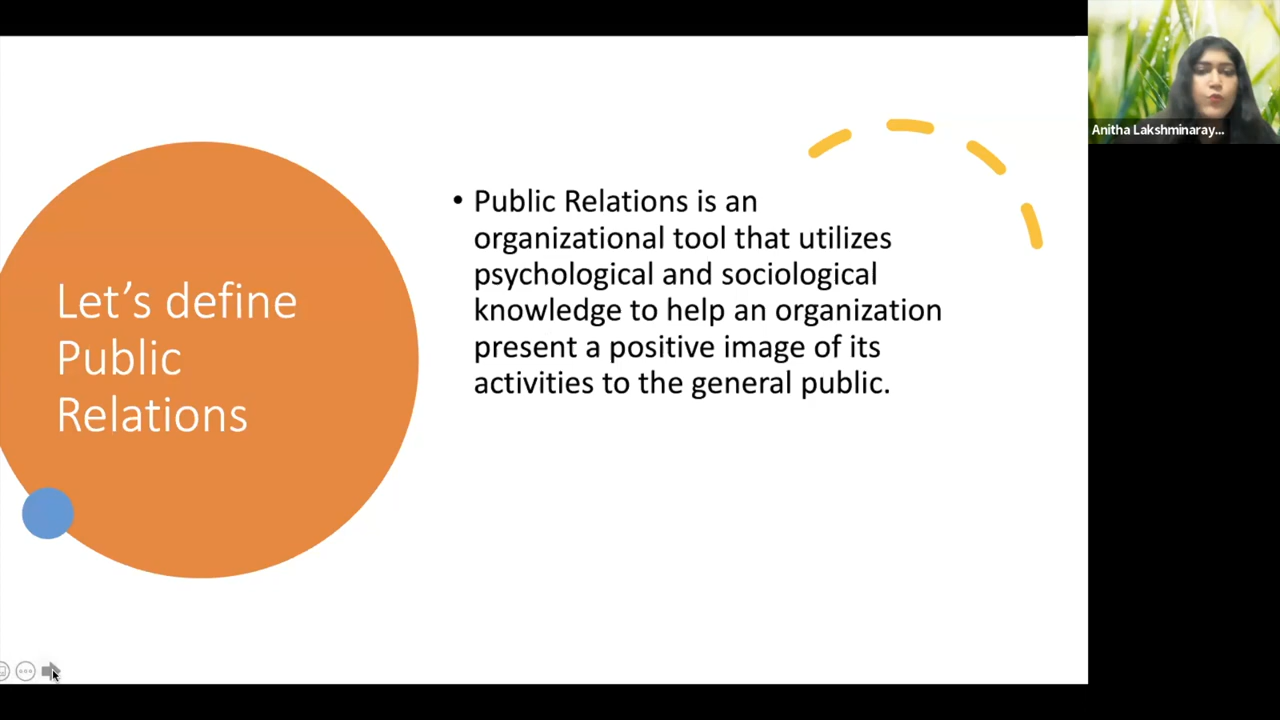 Let’s define
Public
Relations
• Public Relations is an
organizational tool that utilizes
psychological and sociological
knowledge to help an organization
present a positive image of its
activities to the general public.
Anitha Lakshminaray...